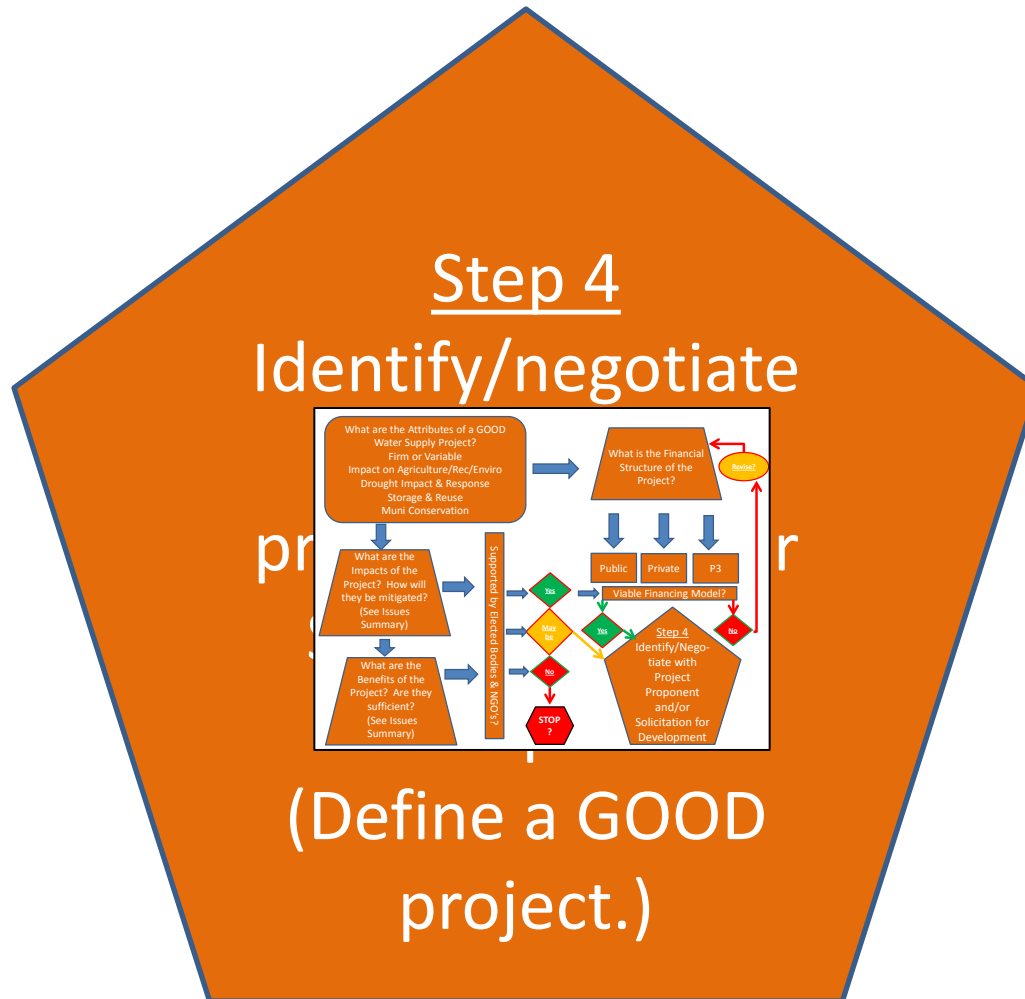 Step 4
Identify/negotiate
What are the Attributes of a GOOD
Water Supply Project?
Firm or Variable
Impact on Agriculture/Rec/Enviro
Drought Impact & Response
Storage & Reuse
Muni Conservation
What is the Financial
Structure of the
Project?
Revise?
What are the
Impacts of the
Project? How will
they be mitigated?
(See Issues
Summary)
What are the
Benefits of the
Project? Are they
sufficient?
(See Issues
Summary)
Supported by Elected Bodies & NGO's?
Yes
May
be
No
STOP
?
Public
Private
P3
Viable Financing Model?
Yes
No
Step 4
Identify/Nego-
tiate with
Project
Proponent
and/or
Solicitation for
Development
(Define a GOOD
project.)